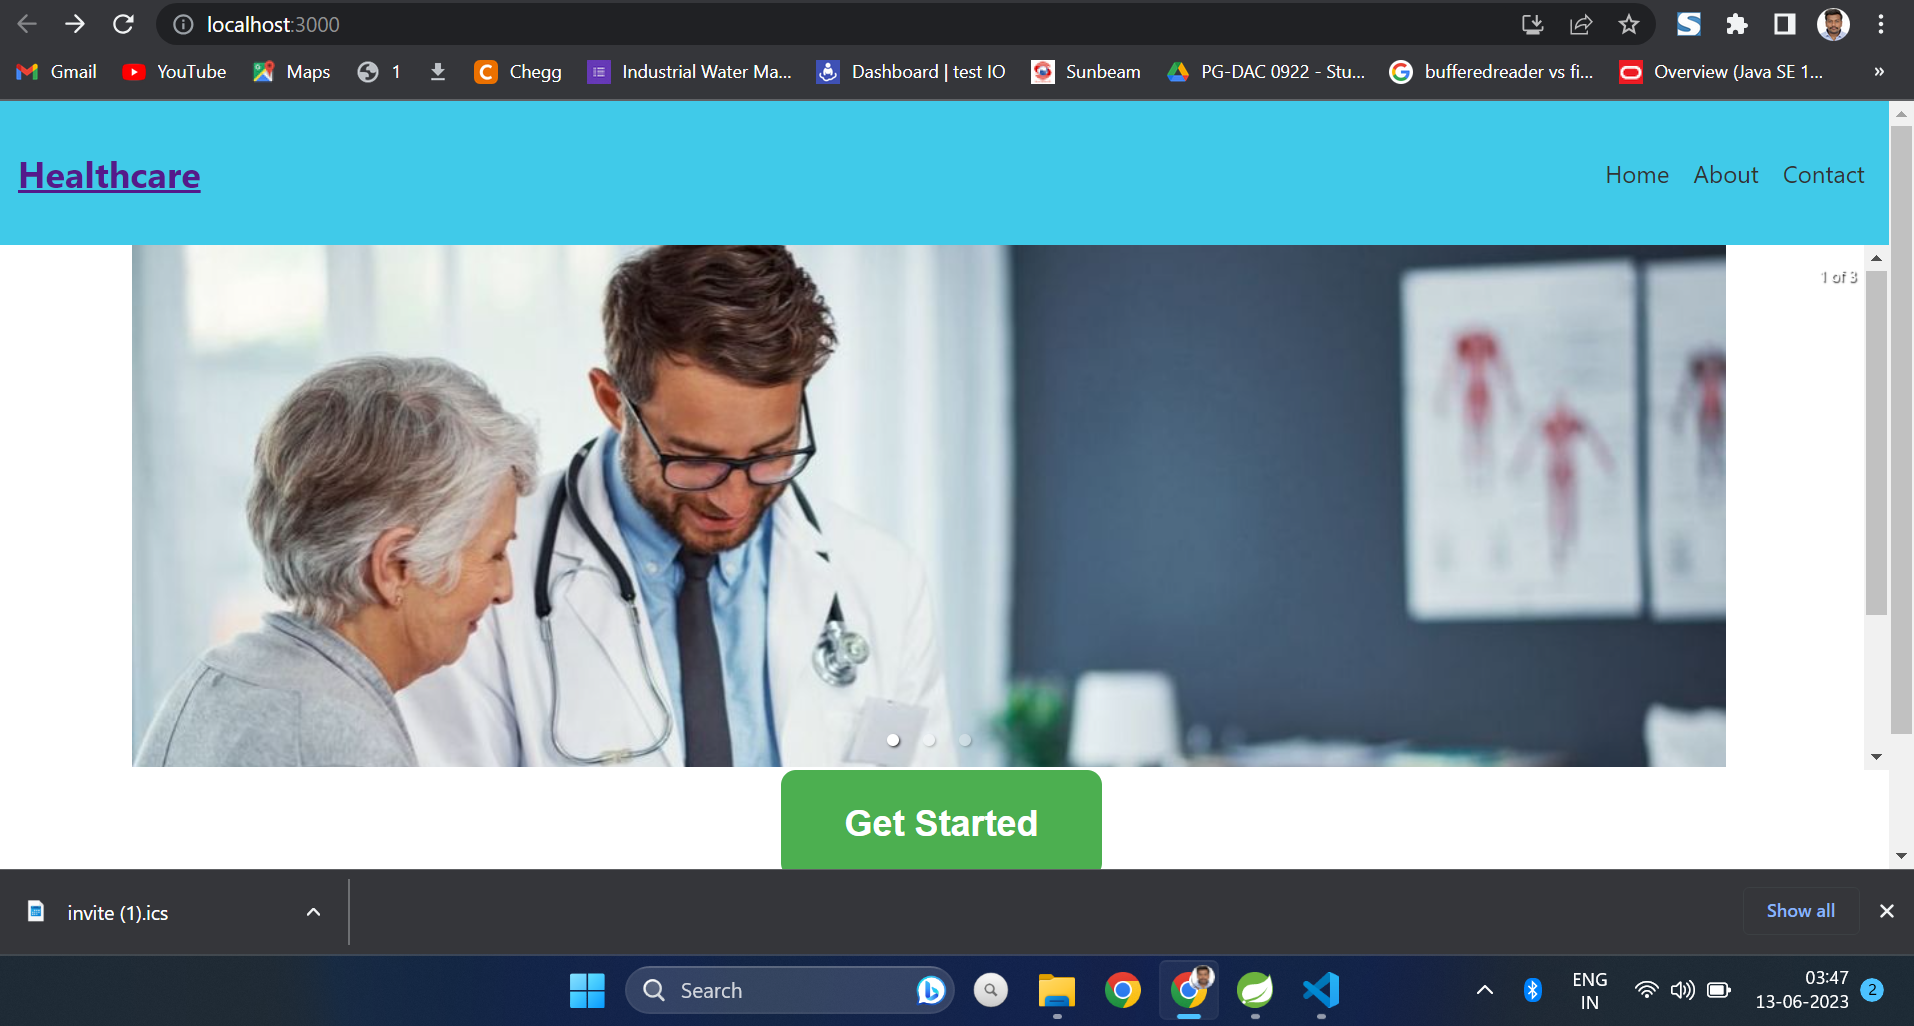 localhost:3000
Gmail YouTube Maps 1 Chegg Industrial Water Ma... Dashboard | test IO Sunbeam PG-DAC 0922 - Stu... bufferedreader vs fi... Overview (Java SE 1... »
Healthcare Home About Contact
1 of 3
Get Started
invite (1).ics Show all
Search ENG IN 03:47
13-06-2023 2